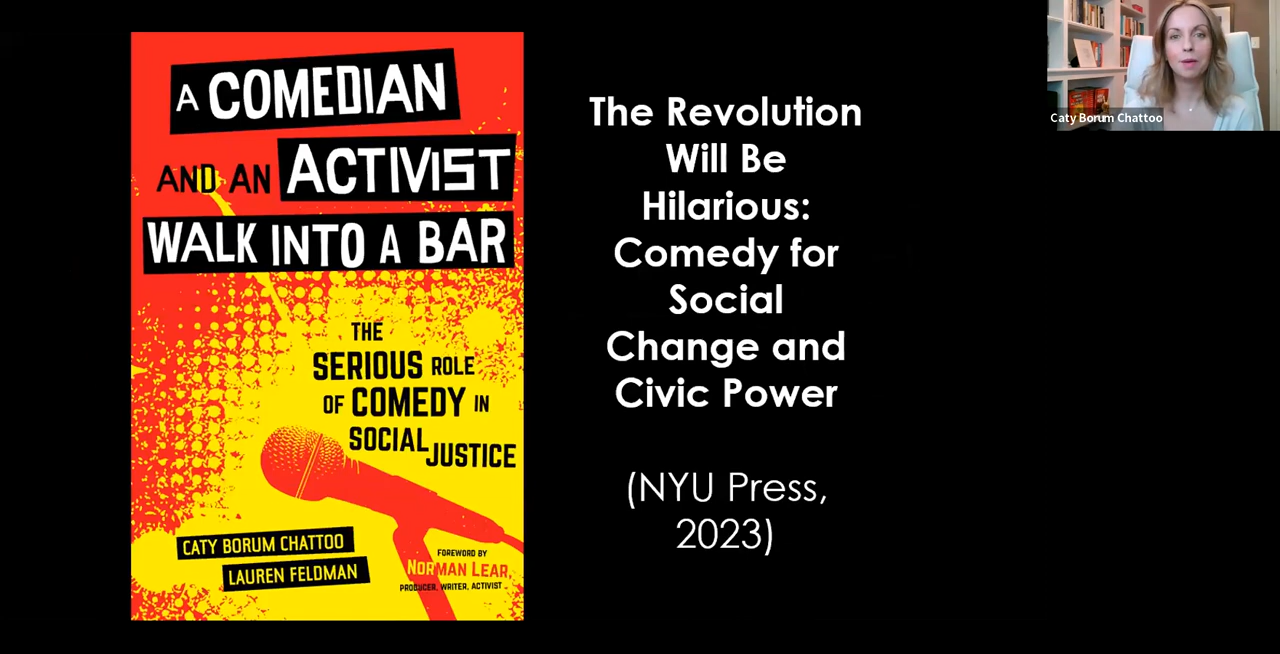 A COMEDIAN
AND AN ACTIVIST
WALK INTO A BAR
THE
SERIOUS ROLE
OF COMEDY IN
SOCIAL JUSTICE
CATY BORUM CHATTOO
LAUREN FELDMAN
FOREWORD BY
NORMAN LEAR,
PRODUCER, WRITER, ACTIVIST
The Revolution
Will Be
Hilarious:
Comedy for
Social
Change and
Civic Power
(NYU Press,
2023)
Caty Borum Chattoo